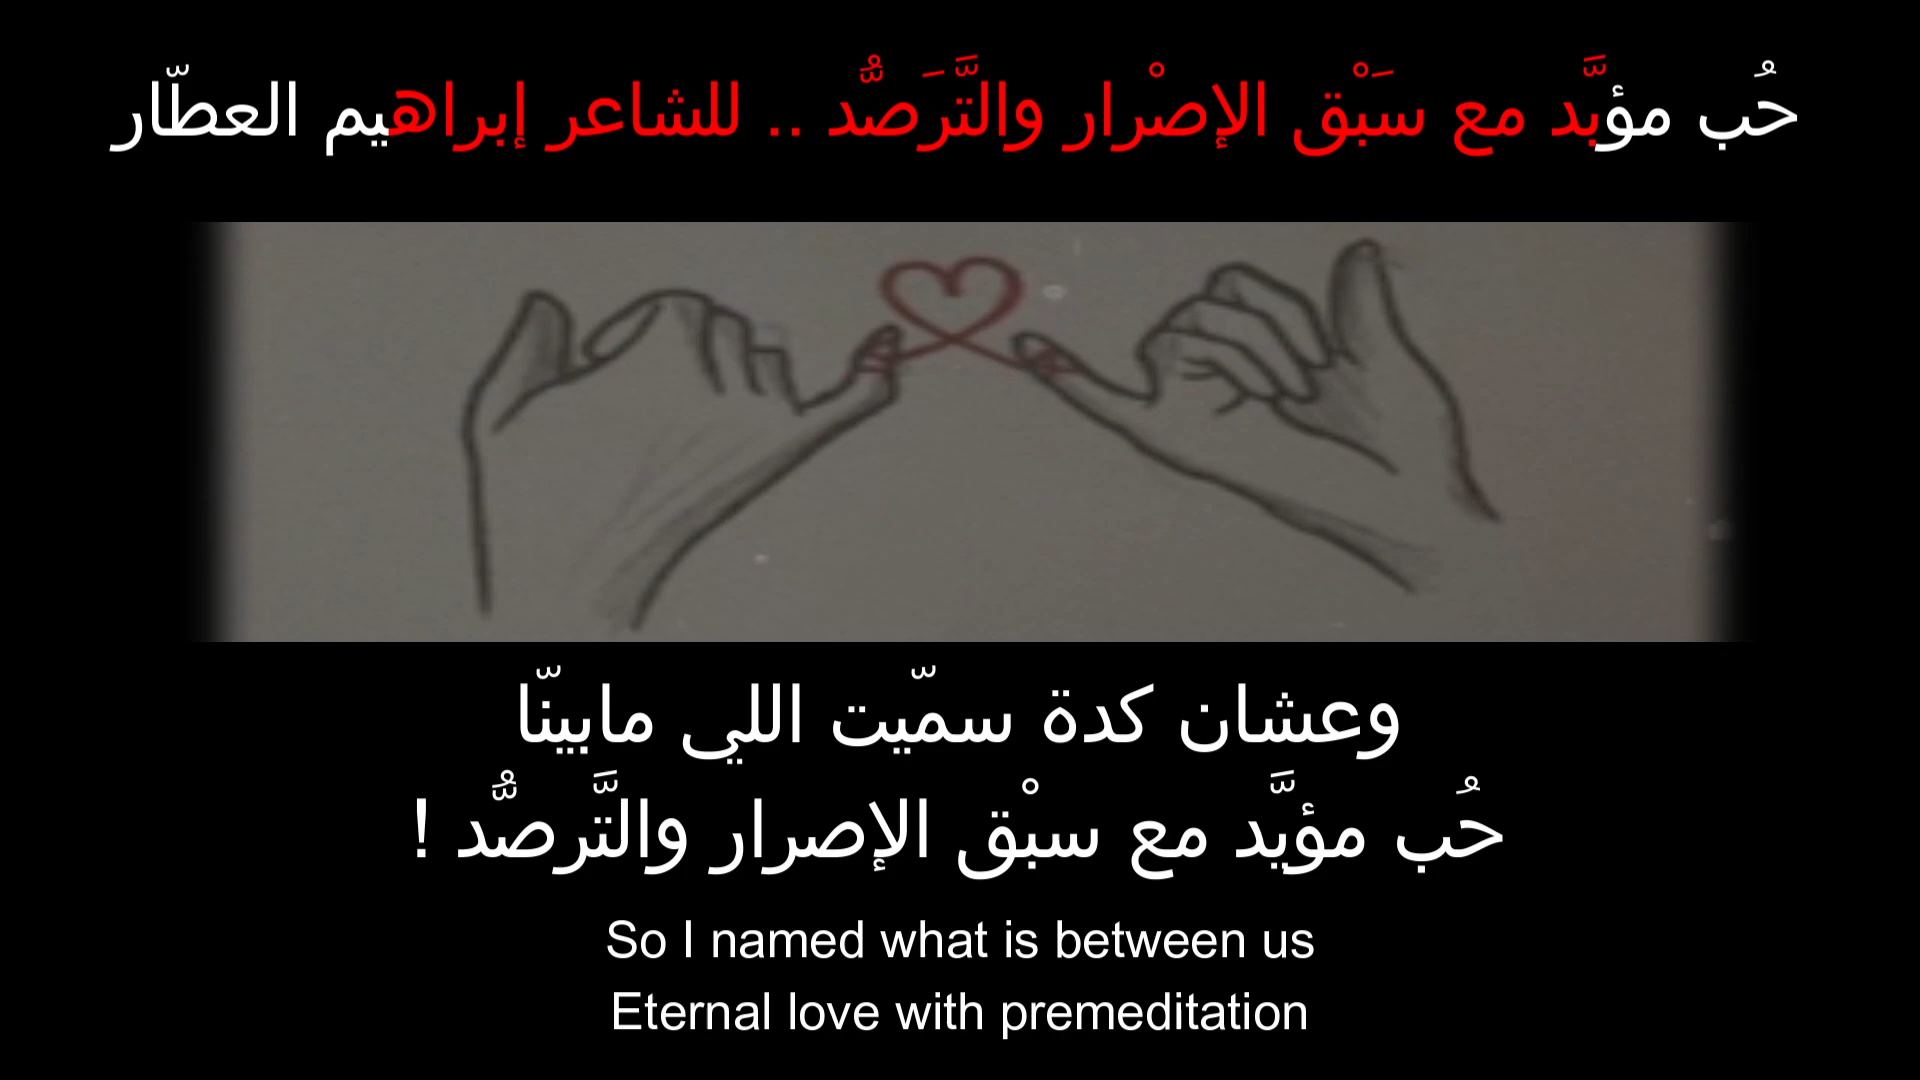 حُب مؤبَّد مع سَبْق الإصْرار والتَّرَصُّد .. للشاعر إبراهيم العطّار
وعشان كدة سمّيت اللي مابينّا
حُب مؤيَّد مع سبْق الإصرار والتَّرصُّد !
So I named what is between us
Eternal love with premeditation